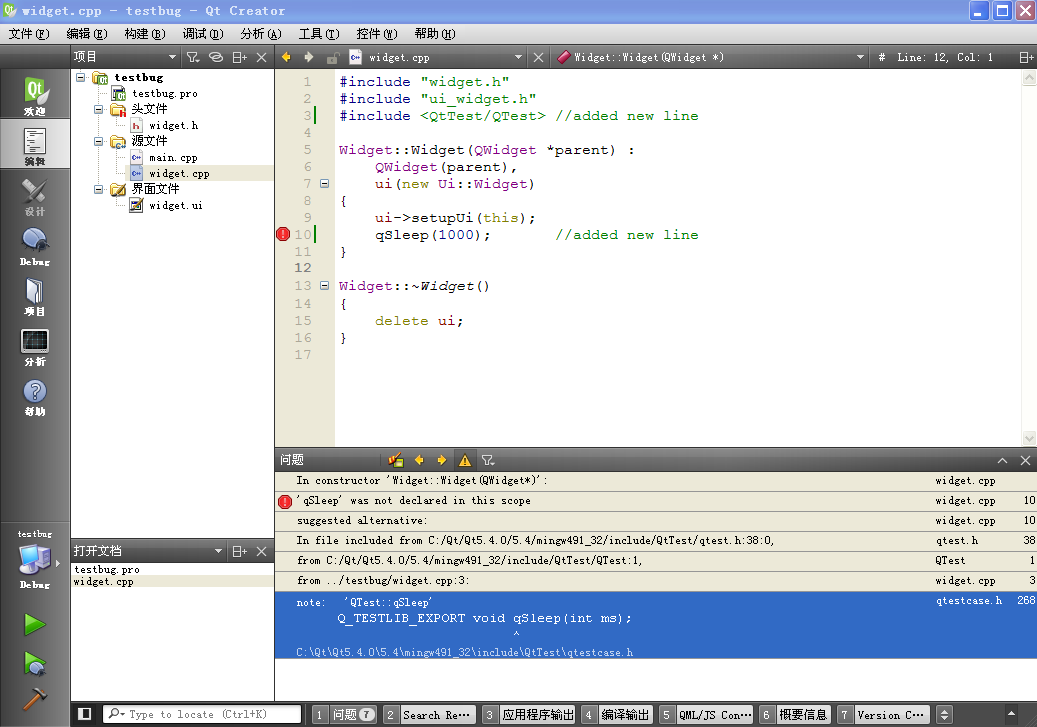 widget.cpp - testbug - Qt Creator
文件(F) 编辑(E) 构建(B) 调试(D) 分析(A) 工具(T) 控件(W) 帮助(H)
项目
widget.cpp
Widget::Widget(QWidget *)
# Line: 12, Col: 1
欢迎
编辑
设计
Debug
项目
分析
帮助
testbug
Debug
testbug
testbug.pro
头文件
widget.h
源文件
main.cpp
widget.cpp
界面文件
widget.ui
打开文档
testbug.pro
widget.cpp
1 #include "widget.h"
2 #include "ui_widget.h"
3 #include <QtTest/QTest> //added new line
4
5 Widget::Widget(QWidget *parent) :
6 QWidget(parent),
7 ui(new Ui::Widget)
8 {
9 ui->setupUi(this);
10 qSleep(1000); //added new line
11 }
12
13 Widget::~Widget()
14 {
15 delete ui;
16 }
17
问题
In constructor 'Widget::Widget(QWidget*)': widget.cpp
'qSleep' was not declared in this scope widget.cpp 10
suggested alternative: widget.cpp 10
In file included from C:/Qt/Qt5.4.0/5.4/mingw491_32/include/QtTest/qtest.h:38:0, qtest.h 38
from C:/Qt/Qt5.4.0/5.4/mingw491_32/include/QtTest/QTest:1, QTest 1
from ../testbug/widget.cpp:3: widget.cpp 3
note: 'QTest::qSleep' qtestcase.h 268
Q_TESTLIB_EXPORT void qSleep(int ms);
^
C:\Qt\Qt5.4.0\5.4\mingw491_32\include\QtTest\qtestcase.h
Type to locate (Ctrl+K) 1 问题 7 2 Search Re··· 3 应用程序输出 4 编译输出 5 QML/JS Con··· 6 概要信息 7 Version C···